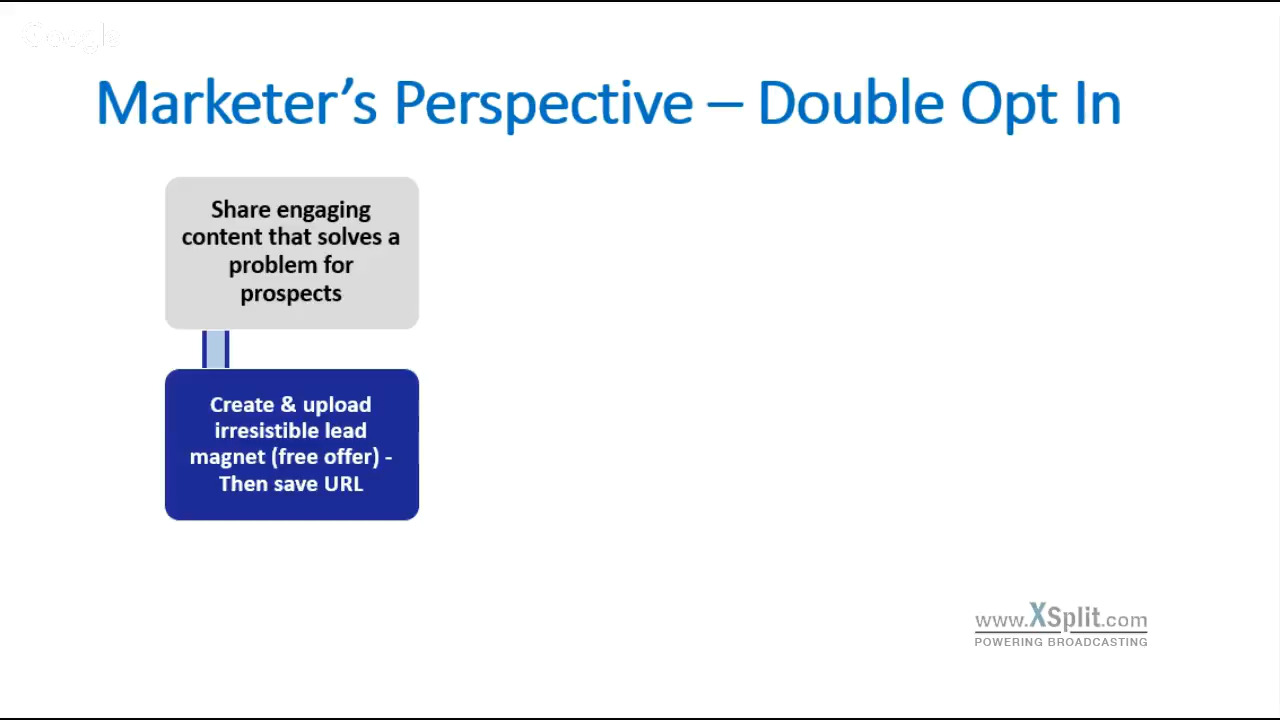 Google
Marketer’s Perspective – Double Opt In
Share engaging
content that solves a
problem for
prospects
Create & upload
irresistible lead
magnet (free offer) -
Then save URL
www.XSplit.com
POWERING BROADCASTING